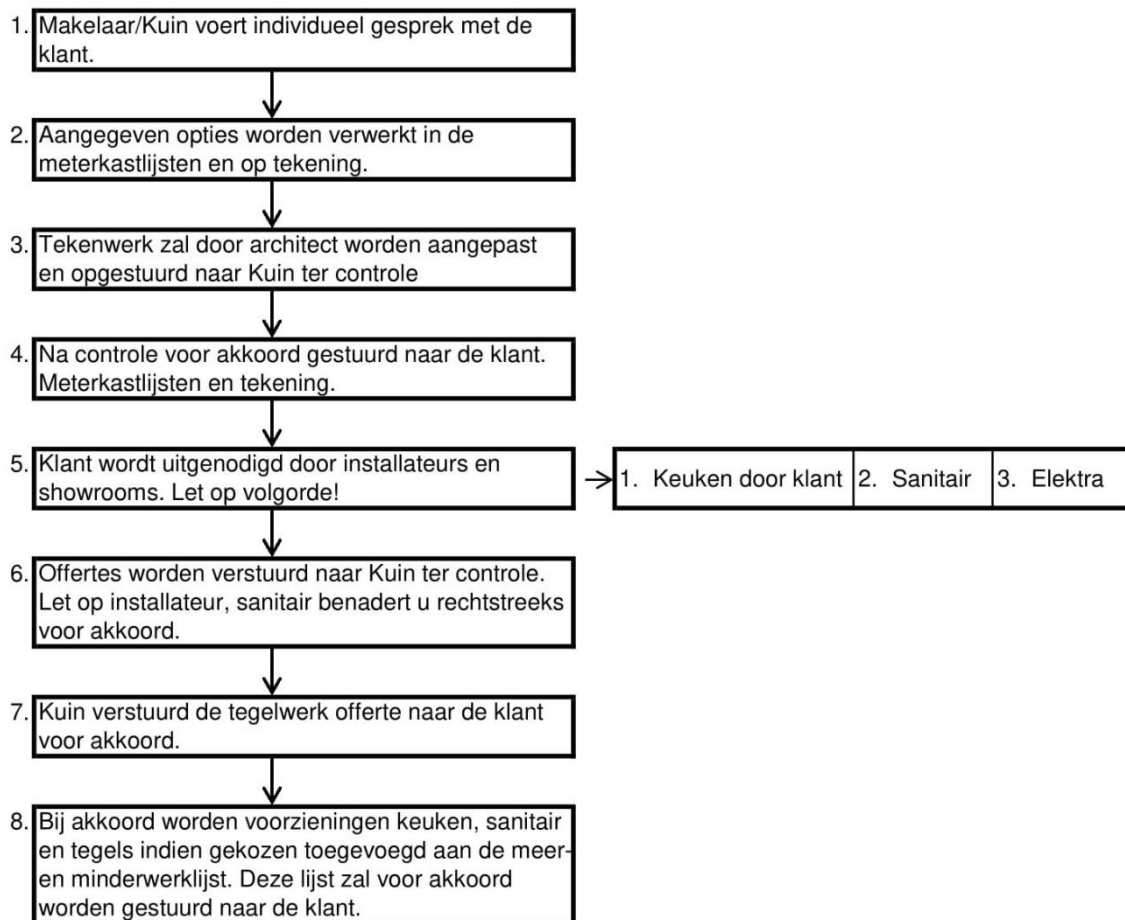 1. Makelaar/Kuin voert individueel gesprek met de
klant.
2. Aangegeven opties worden verwerkt in de
meterkastlijsten en op tekening.
3. Tekenwerk zal door architect worden aangepast
en opgestuurd naar Kuin ter controle
4. Na controle voor akkoord gestuurd naar de klant.
Meterkastlijsten en tekening.
5. Klant wordt uitgenodigd door installateurs en
showrooms. Let op volgorde!
1. Keuken door klant 2. Sanitair 3. Elektra
6. Offertes worden verstuurd naar Kuin ter controle.
Let op installateur, sanitair benadert u rechtstreeks
voor akkoord.
7. Kuin verstuurd de tegelwerk offerte naar de klant
voor akkoord.
8. Bij akkoord worden voorzieningen keuken, sanitair
en tegels indien gekozen toegevoegd aan de meer-
en minderwerklijst. Deze lijst zal voor akkoord
worden gestuurd naar de klant.